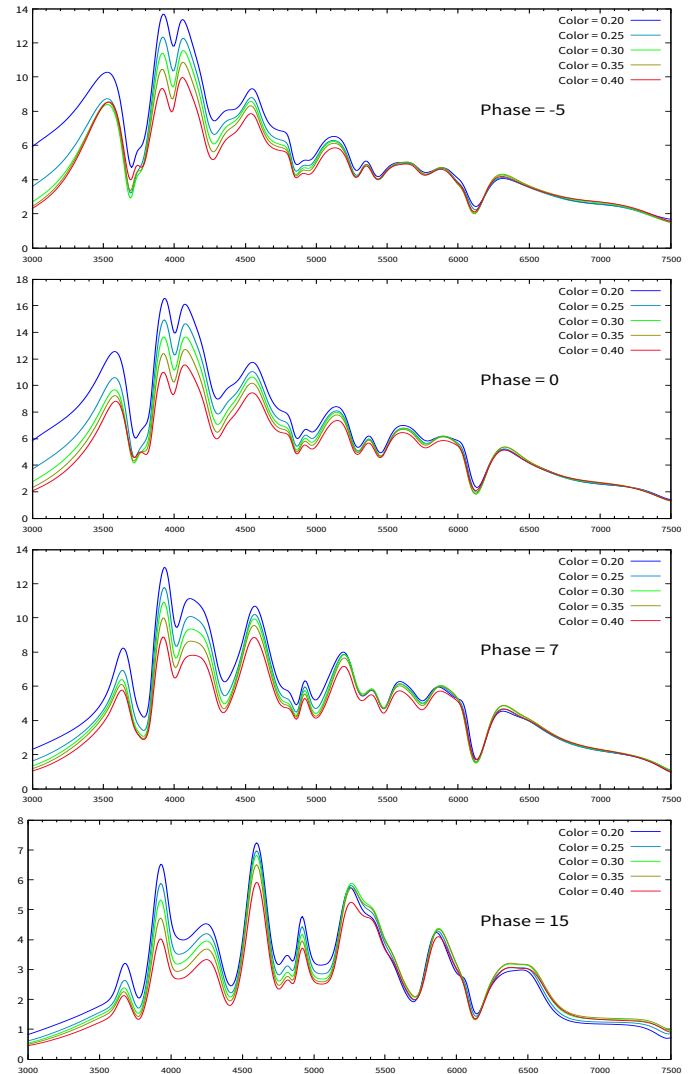 14
Color = 0.20
12
Color = 0.25
Color = 0.30
10
Color = 0.35
Color = 0.40
8
Phase = -5
6
4
2
0
3000 3500 4000 4500 5000 5500 6000 6500 7000 7500
18
Color = 0.20
16
Color = 0.25
14
Color = 0.30
Color = 0.35
12
Color = 0.40
10
Phase = 0
8
6
4
2
0
3000 3500 4000 4500 5000 5500 6000 6500 7000 7500
14
Color = 0.20
12
Color = 0.25
Color = 0.30
10
Color = 0.35
Color = 0.40
8
Phase = 7
6
4
2
0
3000 3500 4000 4500 5000 5500 6000 6500 7000 7500
8
Color = 0.20
7
Color = 0.25
Color = 0.30
6
Color = 0.35
Color = 0.40
5
Phase = 15
4
3
2
1
0
3000 3500 4000 4500 5000 5500 6000 6500 7000 7500